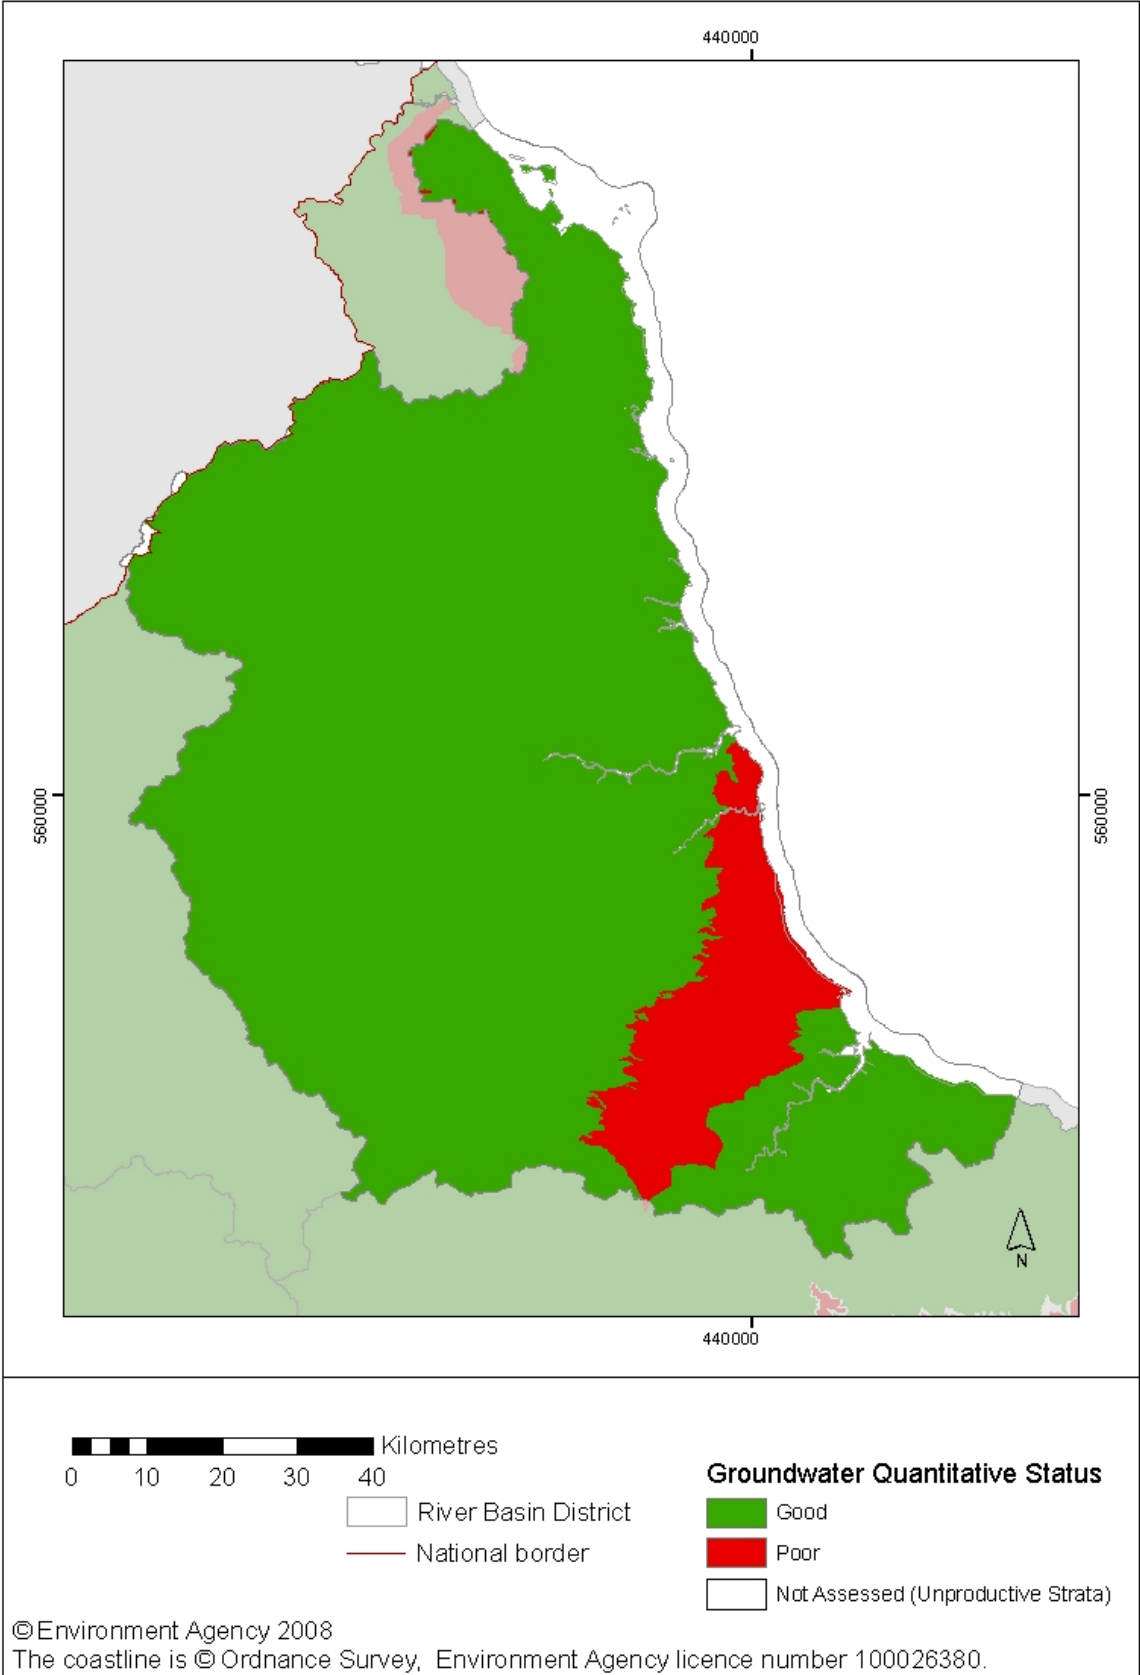 440000
560000
560000
N
440000
Kilometres
0 10 20 30 40
River Basin District
National border
Groundwater Quantitative Status
Good
Poor
Not Assessed (Unproductive Strata)
© Environment Agency 2008
The coastline is © Ordnance Survey, Environment Agency licence number 100026380.